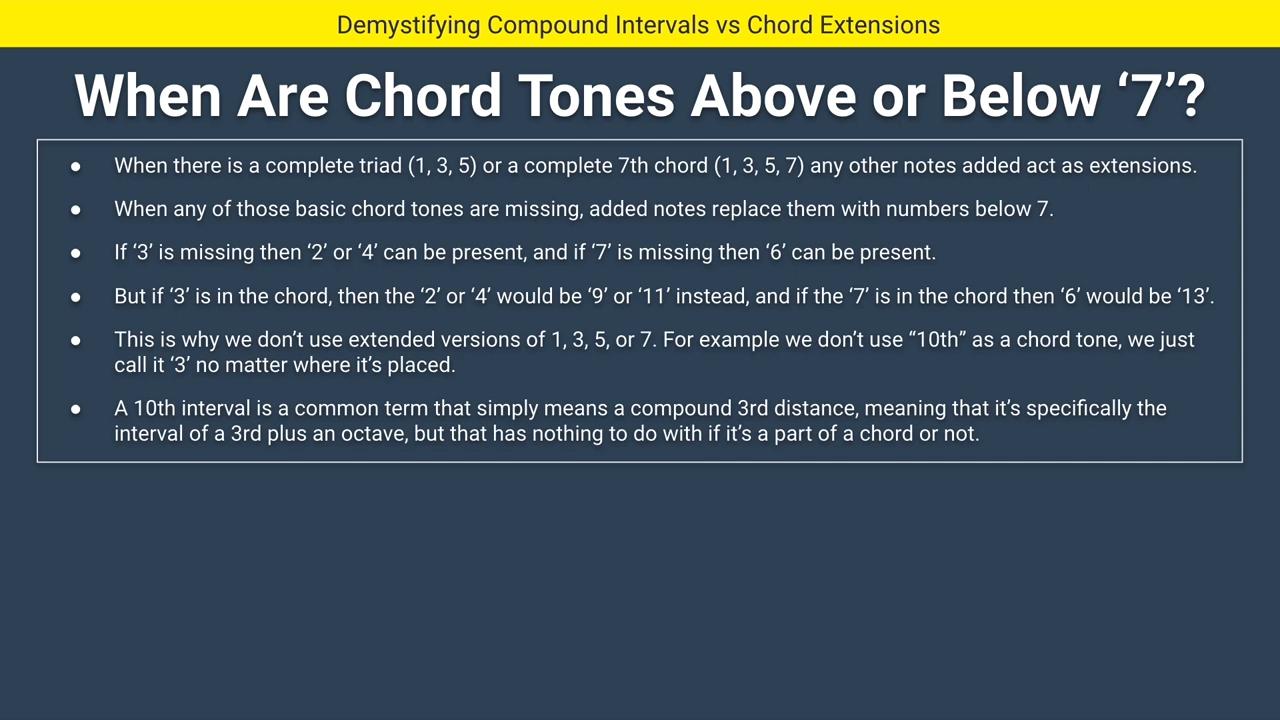 Demystifying Compound Intervals vs Chord Extensions
When Are Chord Tones Above or Below ‘7’?
● When there is a complete triad (1, 3, 5) or a complete 7th chord (1, 3, 5, 7) any other notes added act as extensions.
● When any of those basic chord tones are missing, added notes replace them with numbers below 7.
● If ‘3’ is missing then ‘2’ or ‘4’ can be present, and if ‘7’ is missing then ‘6’ can be present.
● But if ‘3’ is in the chord, then the ‘2’ or ‘4’ would be ‘9’ or ‘11’ instead, and if the ‘7’ is in the chord then ‘6’ would be ‘13’.
● This is why we don’t use extended versions of 1, 3, 5, or 7. For example we don’t use “10th” as a chord tone, we just
call it ‘3’ no matter where it’s placed.
● A 10th interval is a common term that simply means a compound 3rd distance, meaning that it’s specifically the
interval of a 3rd plus an octave, but that has nothing to do with if it’s a part of a chord or not.